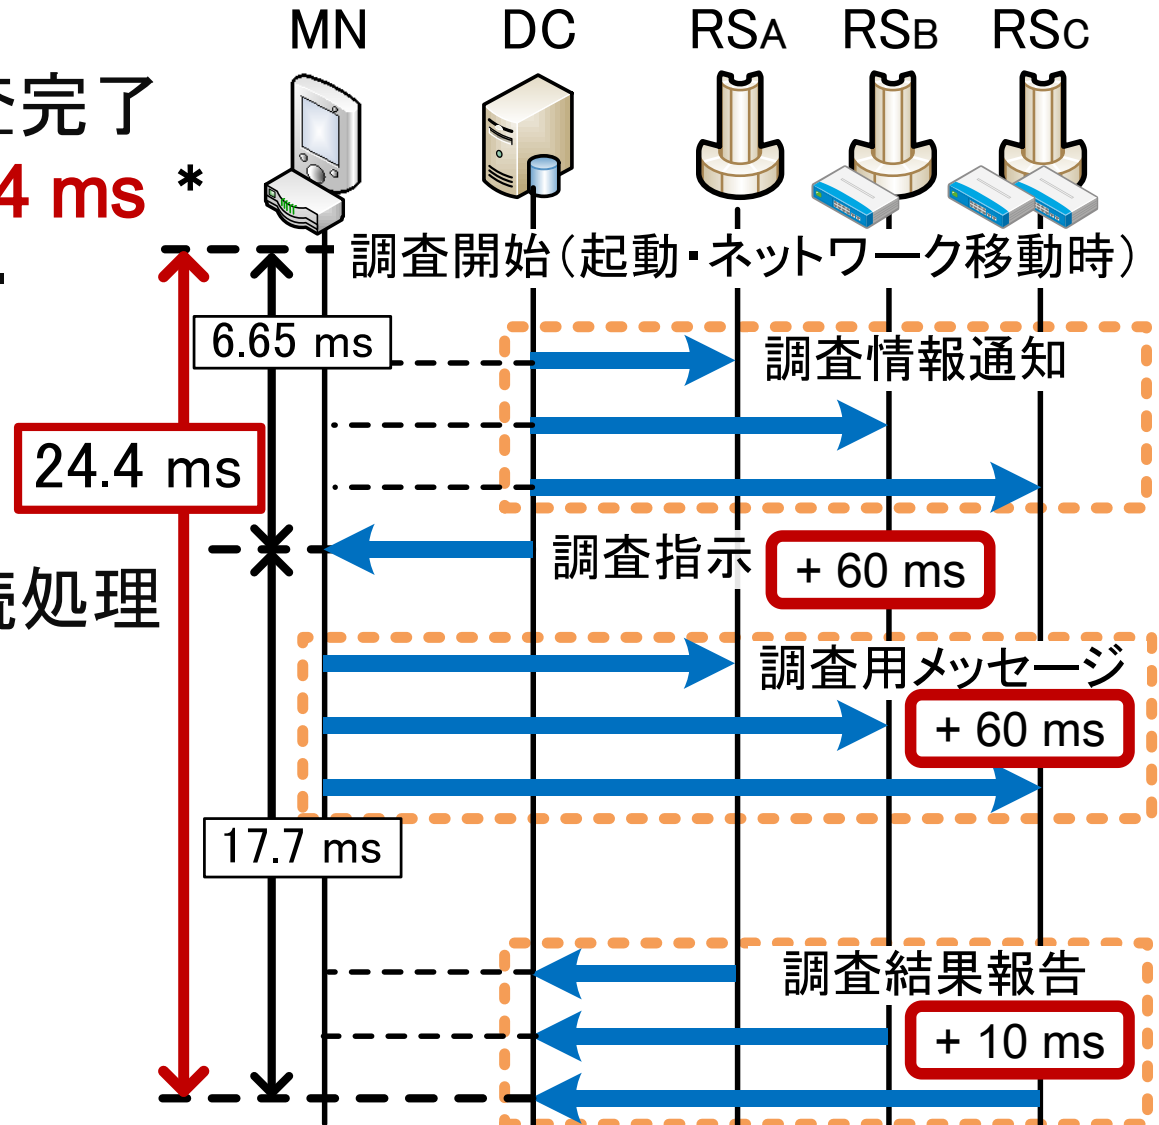 MN DC RSA RSB RSC
査完了
4 ms *
調査開始（起動・ネットワーク移動時）
6.65 ms
調査情報通知
24.4 ms
調査指示
+ 60 ms
続処理
調査用メッセージ
+ 60 ms
17.7 ms
調査結果報告
+ 10 ms